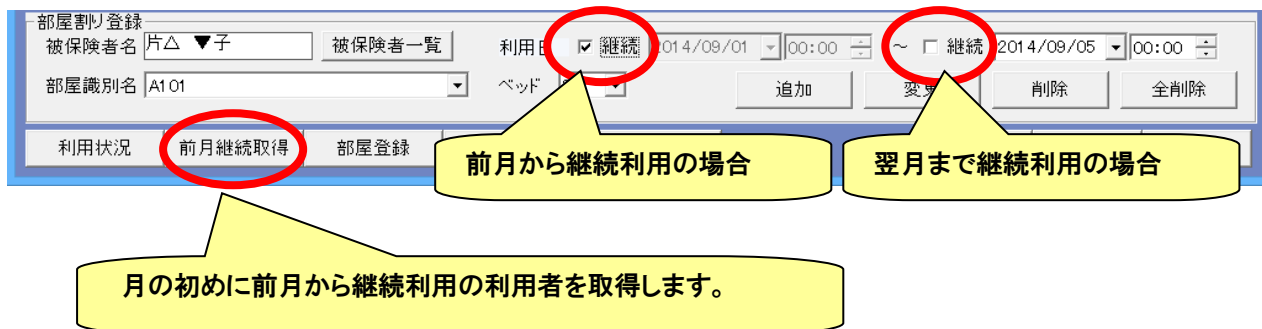 部屋割り登録
被保険者名 片△ ▼子 被保険者一覧 利用 継続 2014/09/01 00:00 ～ 継続 2014/09/05 00:00
部屋識別名 A101 ベッド 追加 変 削除 全削除
利用状況 前月継続取得 部屋登録
前月から継続利用の場合
翌月まで継続利用の場合
月の初めに前月から継続利用の利用者を取得します。